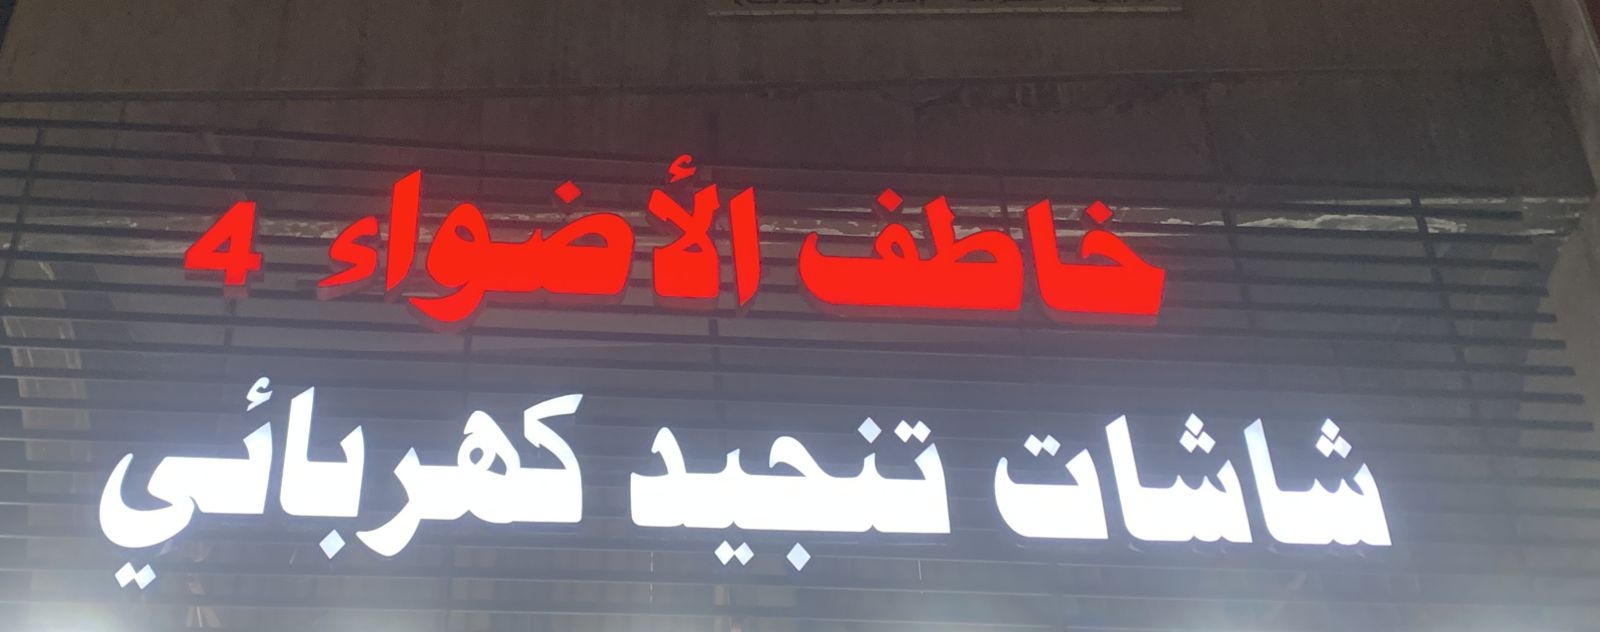 خاطف الأضواء 4
شاشات تنجيد كهربائي